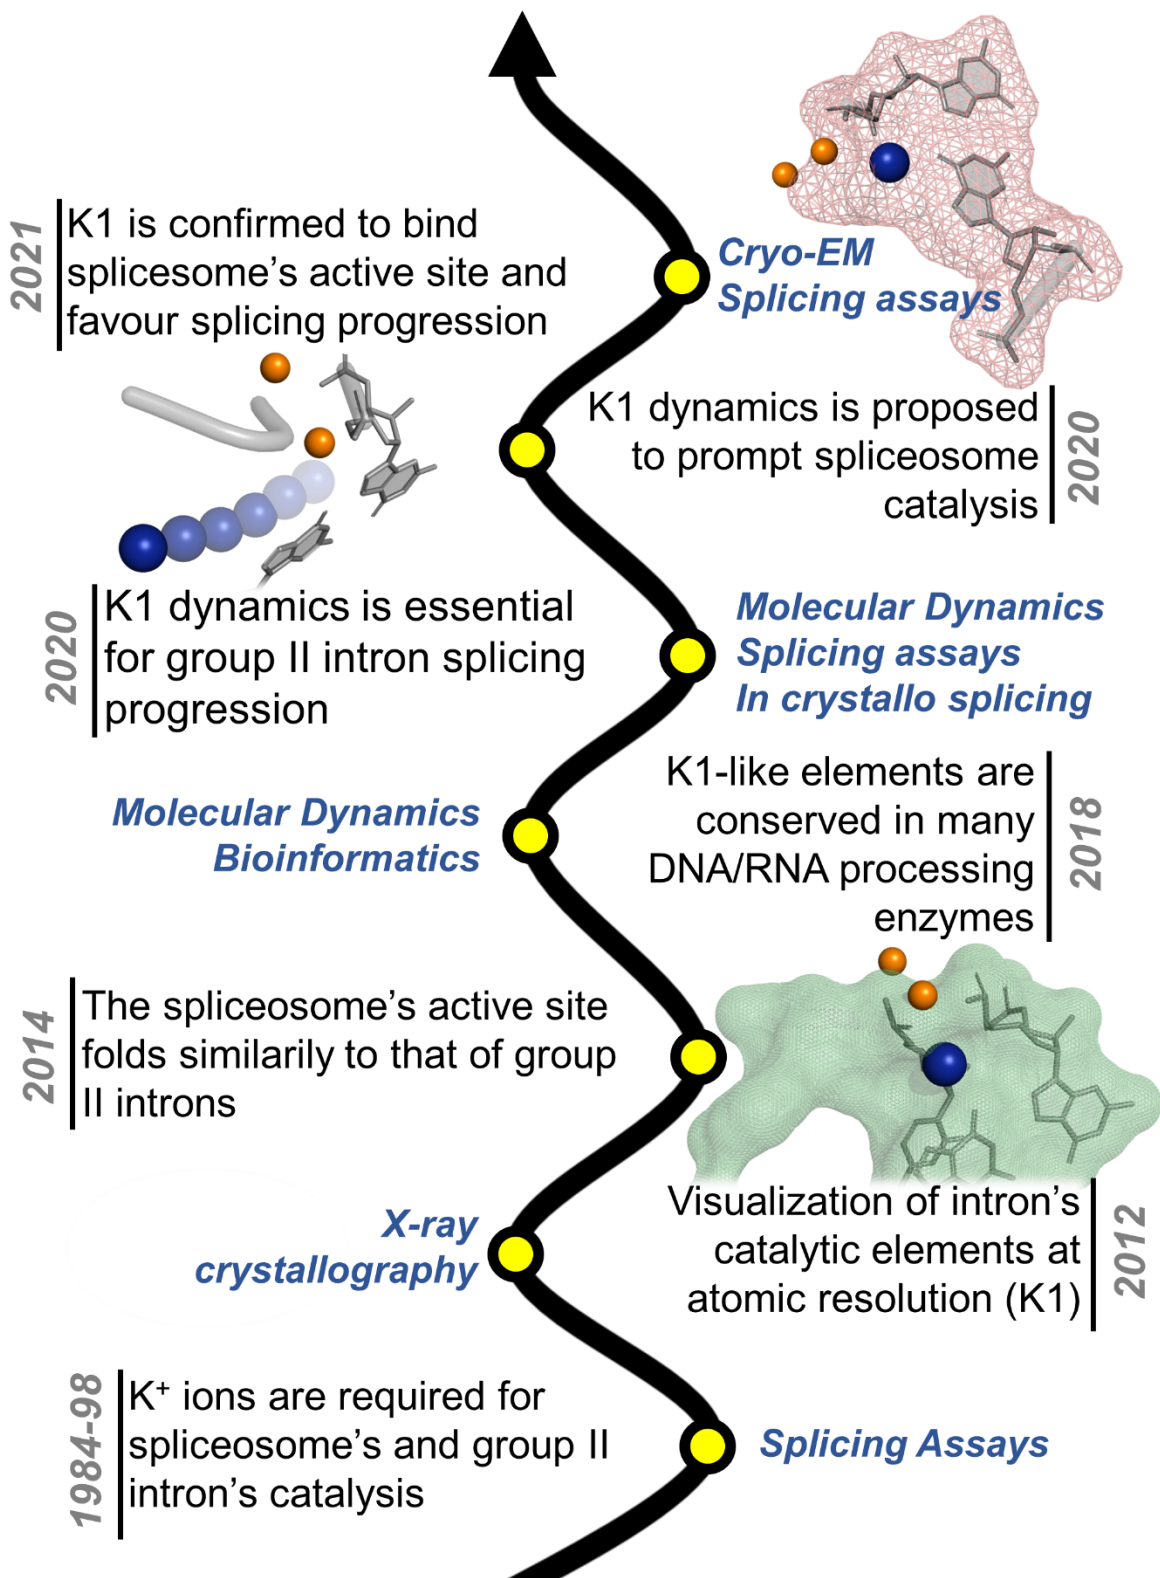 2021
K1 is confirmed to bind
splicesome's active site and
favour splicing progression
Cryo-EM
Splicing assays
K1 dynamics is proposed
to prompt spliceosome
catalysis
2020
2020
K1 dynamics is essential
for group II intron splicing
progression
Molecular Dynamics
Splicing assays
In crystallo splicing
Molecular Dynamics
Bioinformatics
K1-like elements are
conserved in many
DNA/RNA processing
enzymes
2018
2014
The spliceosome's active site
folds similarily to that of group
II introns
X-ray
crystallography
Visualization of intron's
catalytic elements at
atomic resolution (K1)
2012
1984-98
K⁺ ions are required for
spliceosome's and group II
intron's catalysis
Splicing Assays